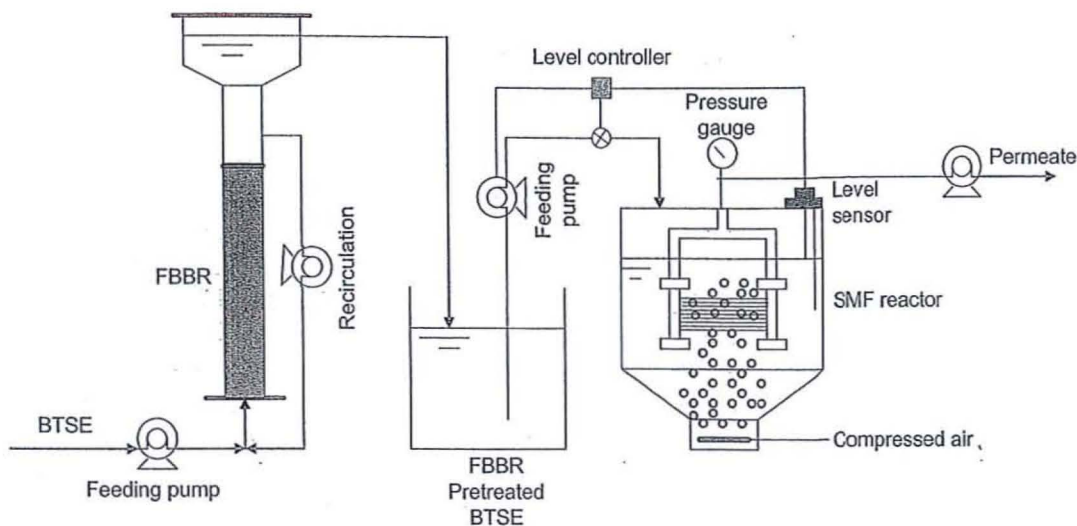 Level controller
Pressure
gauge
Permeate
Level
sensor
Feeding
pump
FBBR
Recirculation
SMF reactor
BTSE
Feeding pump
Compressed air
FBBR
Pretreated
BTSE